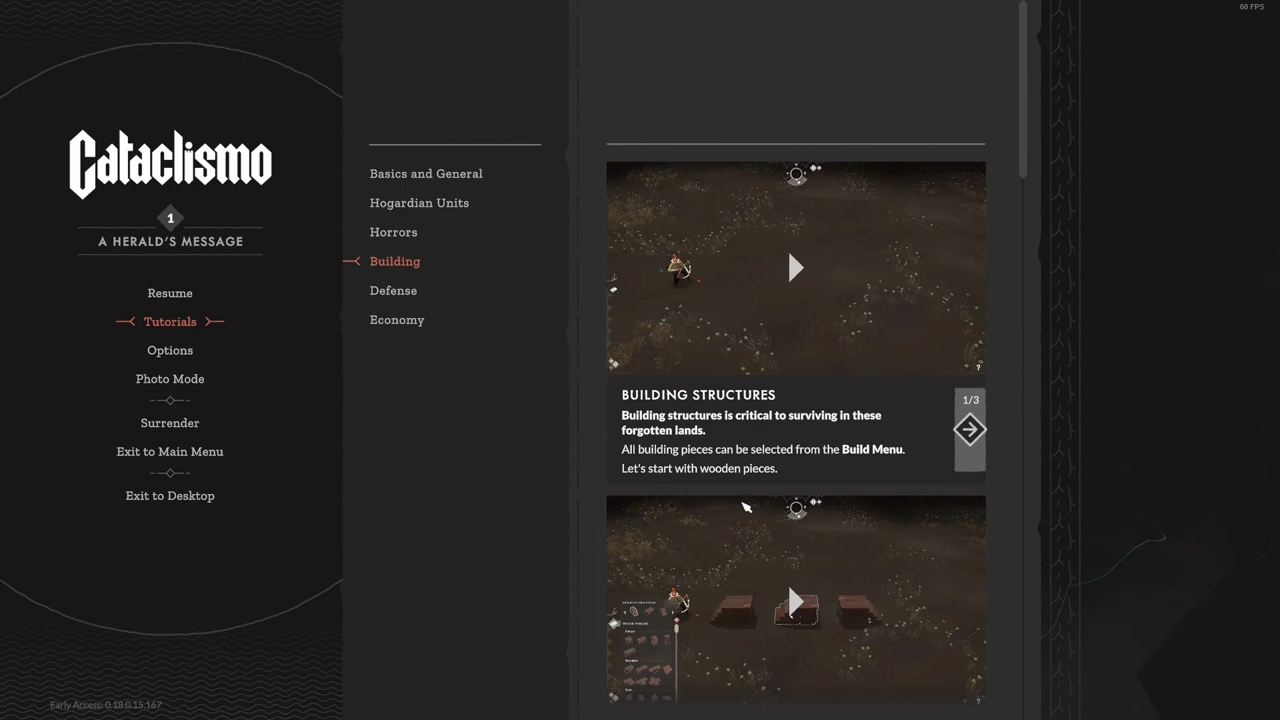 60 FPS
Cataclismo
1
A HERALD'S MESSAGE
Resume
Tutorials
Options
Photo Mode
Surrender
Exit to Main Menu
Exit to Desktop
Early Access: 0.18.0.15.167
Basics and General
Hogardian Units
Horrors
Building
Defense
Economy
?
BUILDING STRUCTURES
Building structures is critical to surviving in these
forgotten lands.
All building pieces can be selected from the Build Menu.
Let's start with wooden pieces.
1/3
?